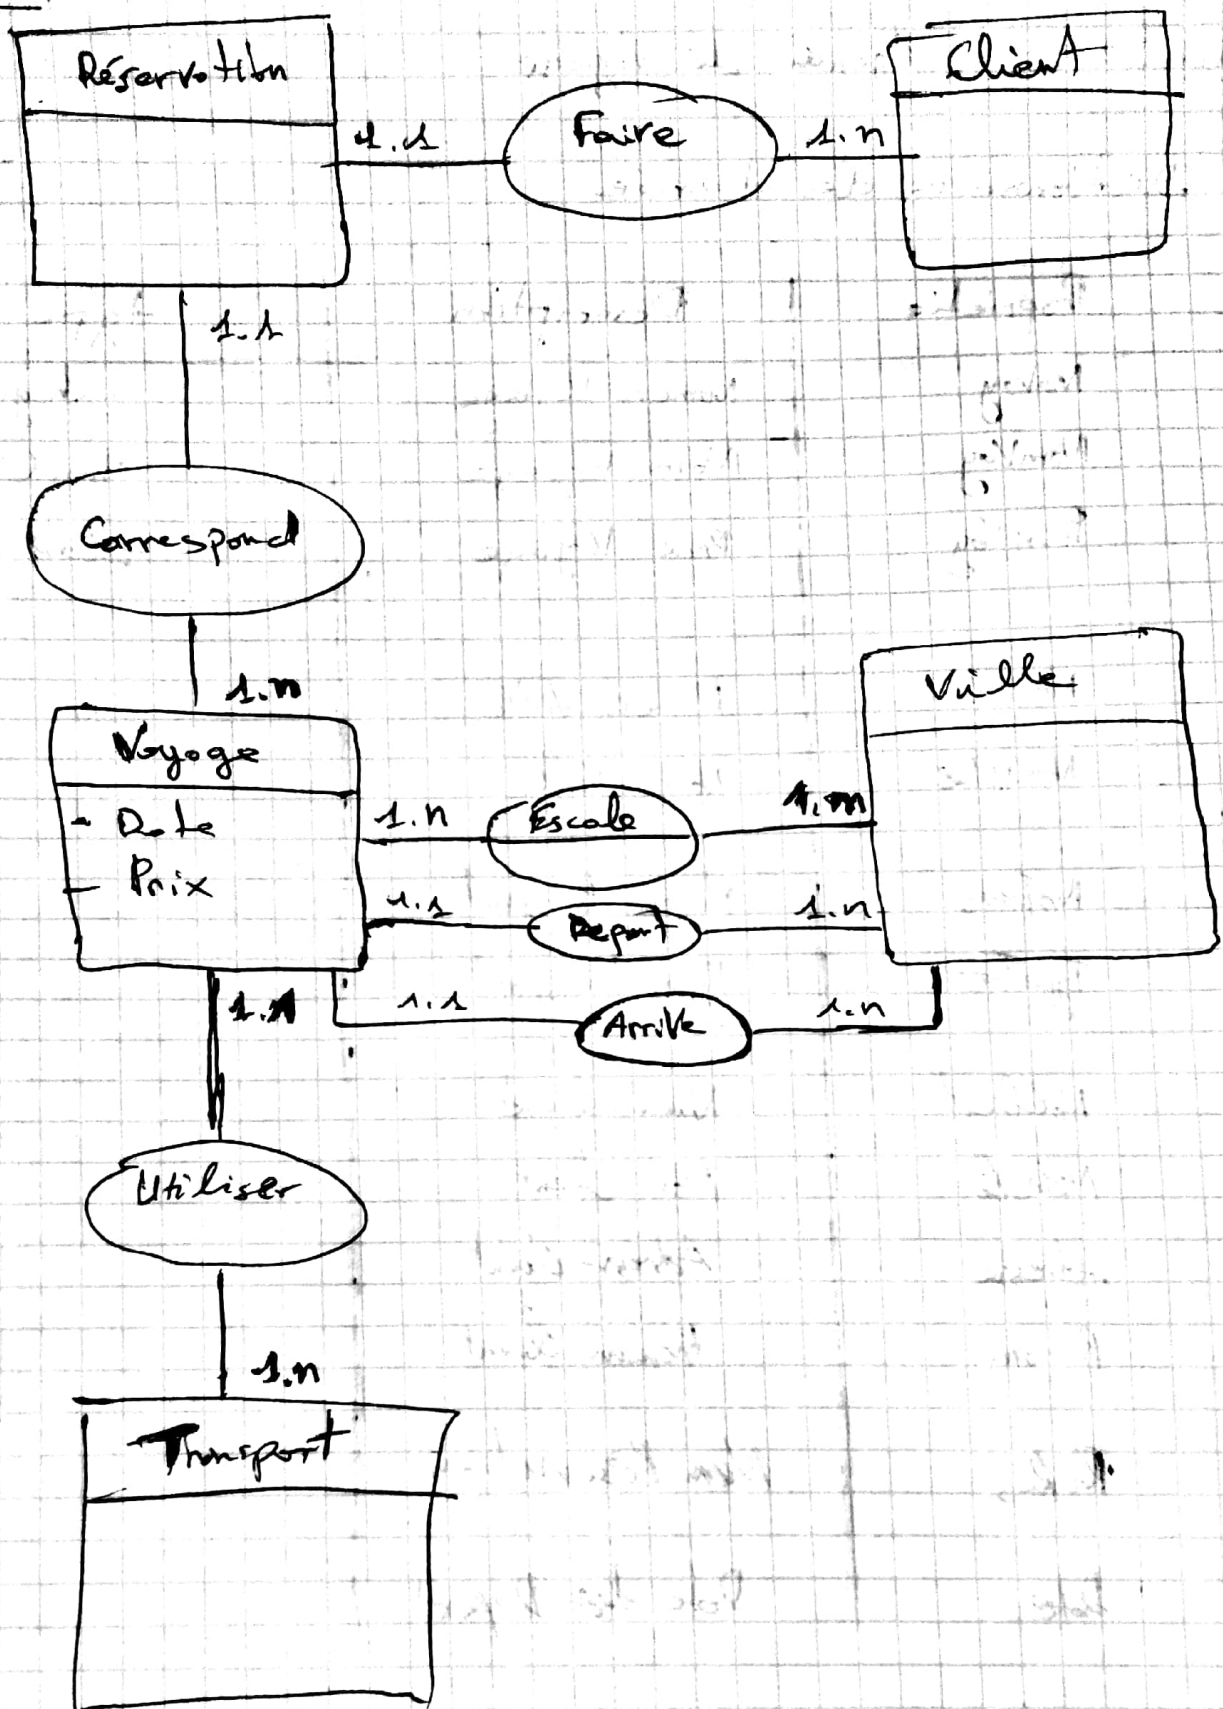 Réservation
Client
1.1
Faire
1.n
1.1
Correspond
1.n
Voyage
- Date
- Prix
Ville
1.n
Escale
1.n
1.1
Depart
1.n
1.1
Arrive
1.n
1.n
Utiliser
1.n
Transport